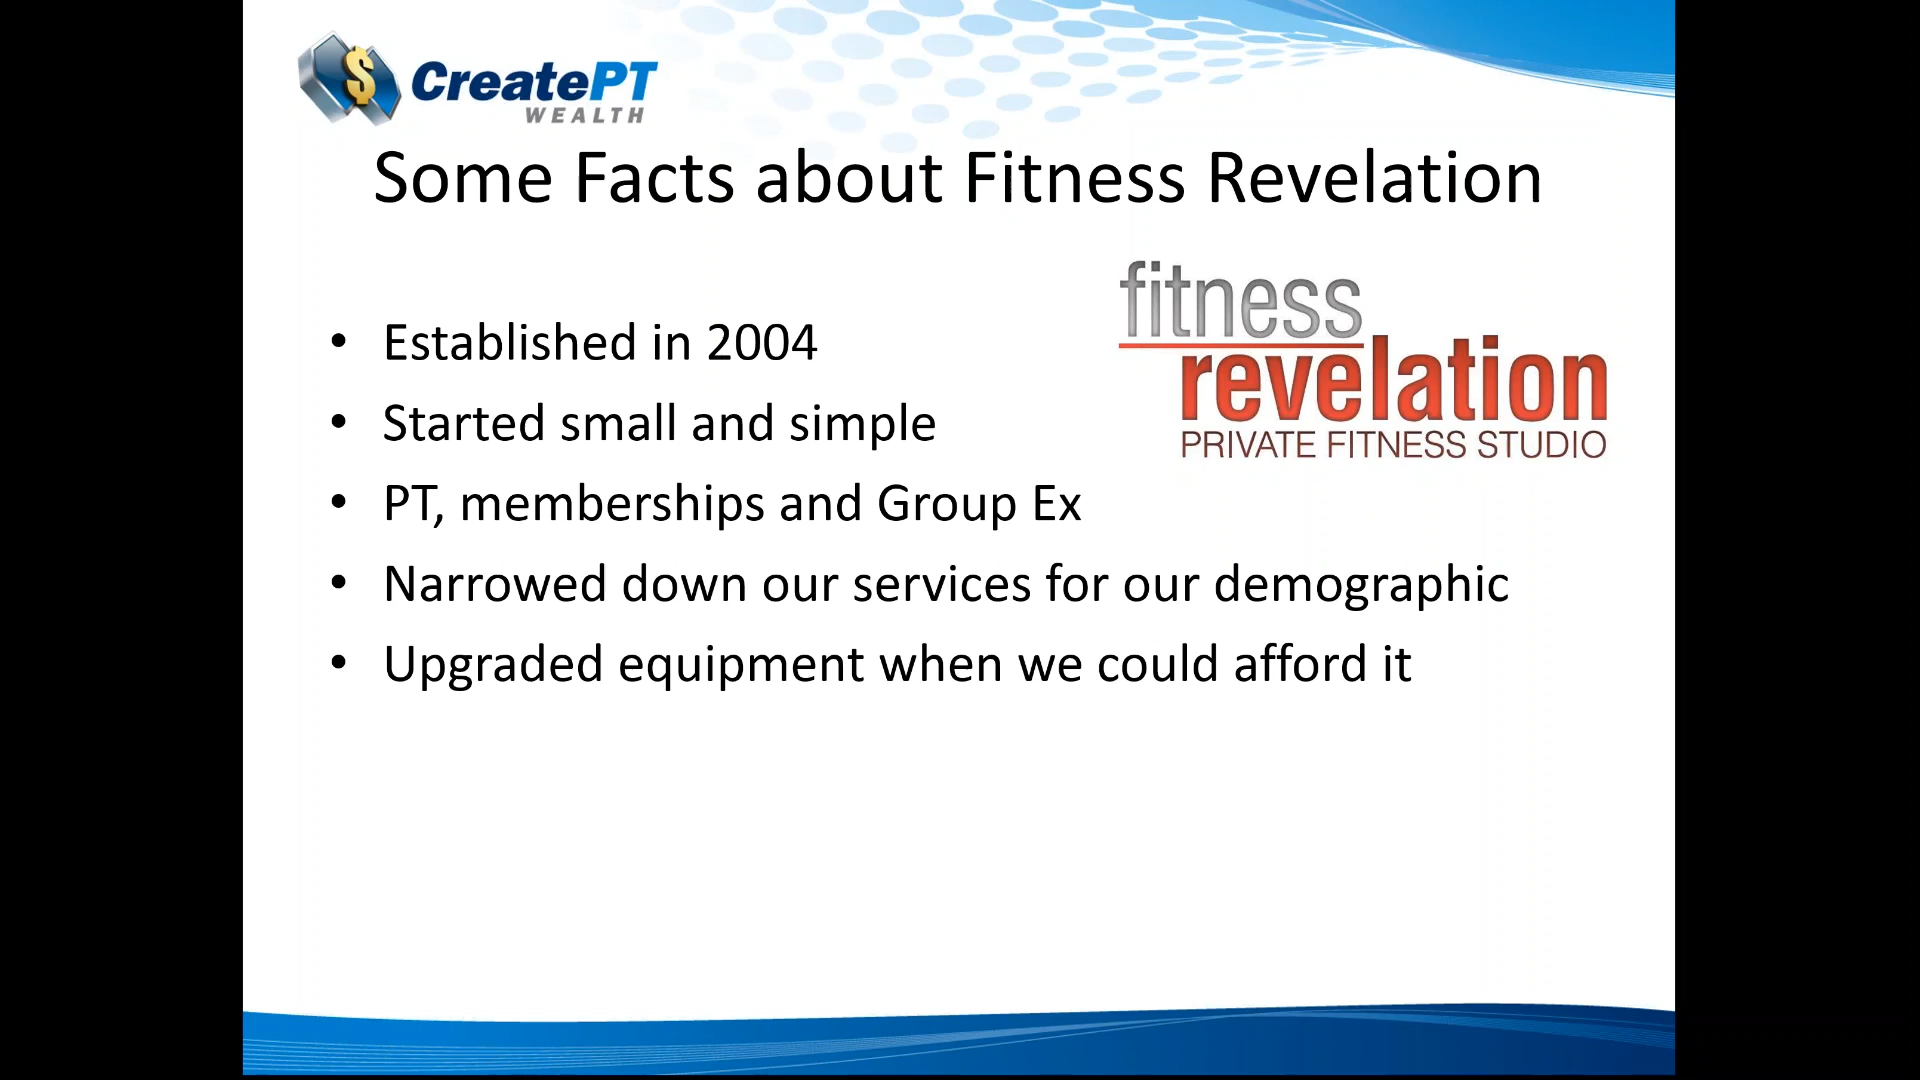 CreatePT
WEALTH
Some Facts about Fitness Revelation
fitness
revelation
PRIVATE FITNESS STUDIO
• Established in 2004
• Started small and simple
• PT, memberships and Group Ex
• Narrowed down our services for our demographic
• Upgraded equipment when we could afford it